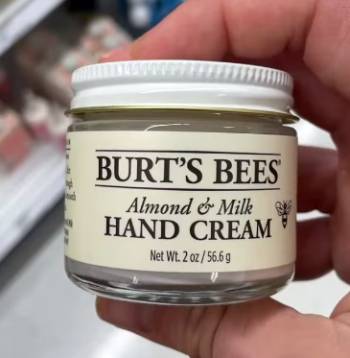 BURT'S BEES®
Almond & Milk
HAND CREAM
Net Wt. 2 oz / 56.6 g